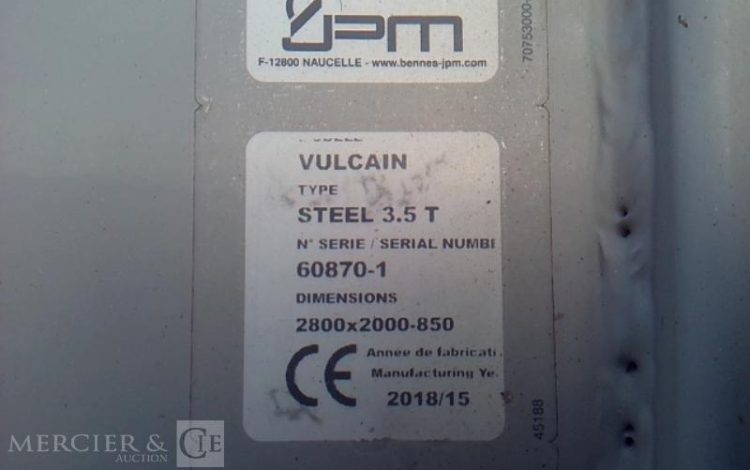 JPM
F-12800 NAUCELLE - www.bennes-jpm.com
70753000-
VULCAIN
TYPE
STEEL 3.5 T
N° SERIE / SERIAL NUMBE
60870-1
DIMENSIONS
2800x2000-850
CE
Annee de fabricati
Manufacturing Ye
2018/15
45188
MERCIER & CIE
AUCTION